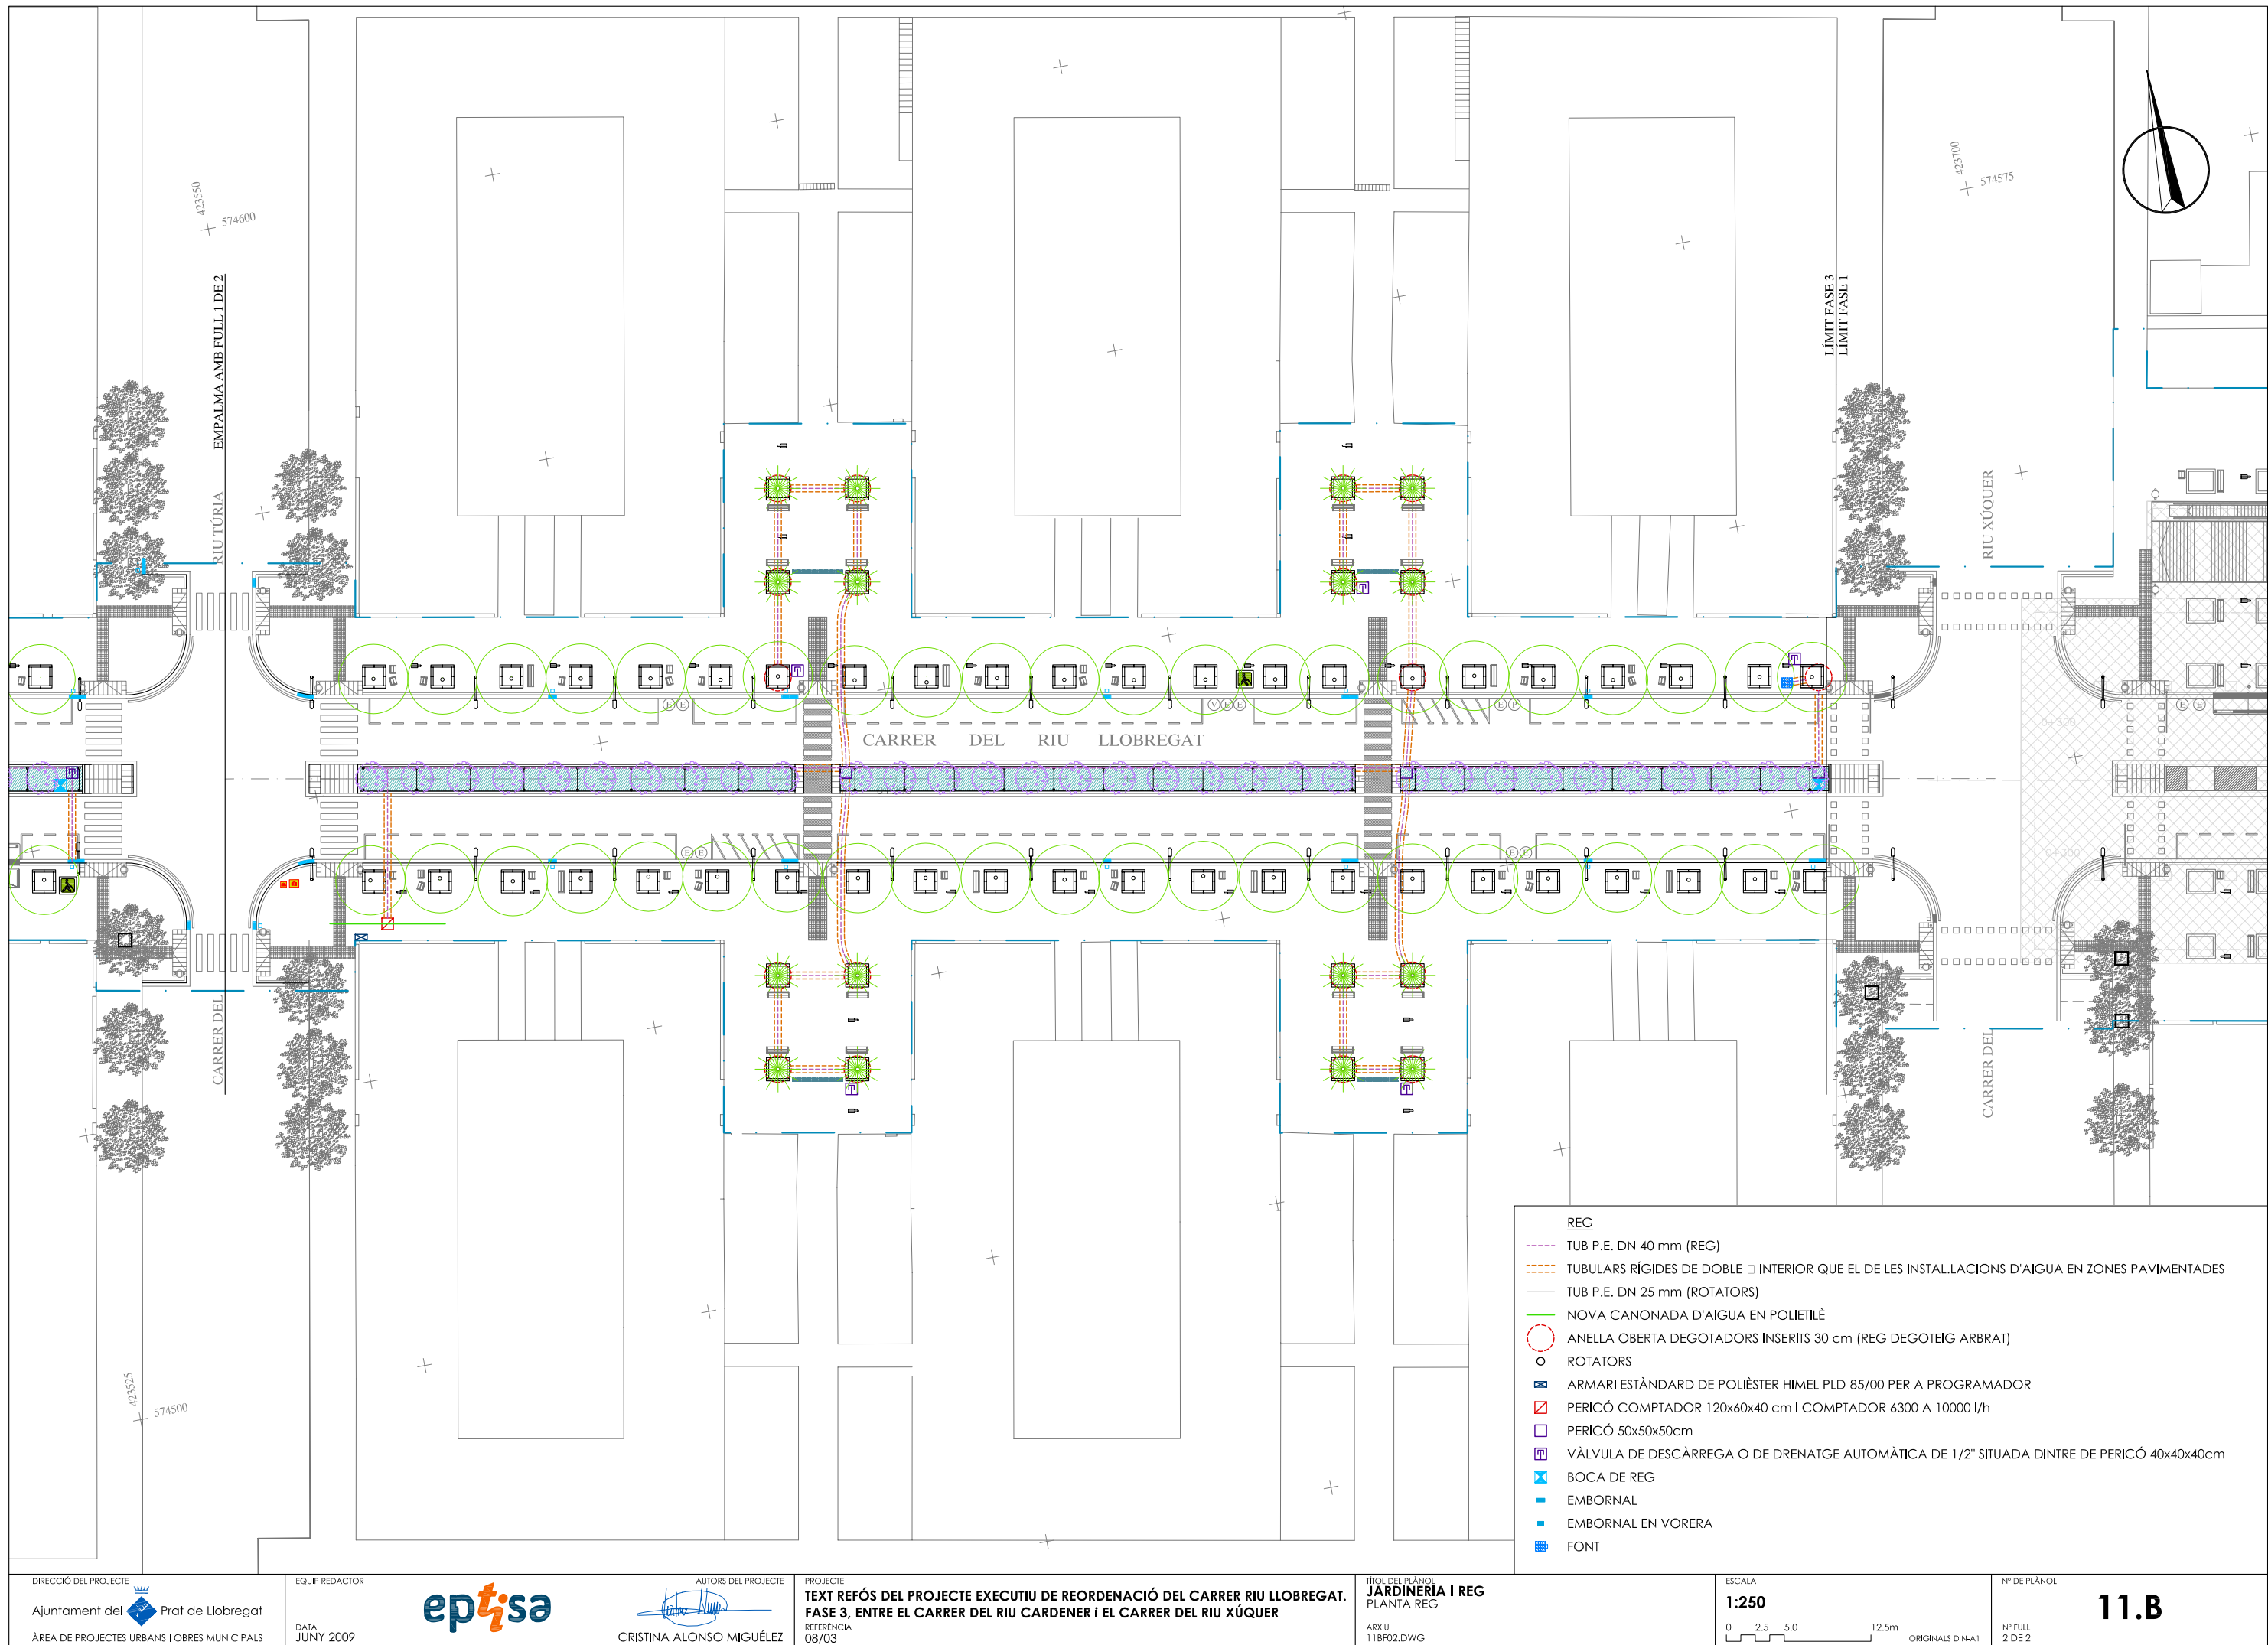 423550
574600
EMPALMA AMB FULL 1 DE 2
RIU TÚRIA
CARRER DEL
423700
574575
LÍMIT FASE 3
LÍMIT FASE 1
RIU XÚQUER
CARRER DEL
E E
V E E
E P
E E
CARRER DEL RIU LLOBREGAT
E E
E E
423525
574500
REG
TUB P.E. DN 40 mm (REG)
TUBULARS RÍGIDES DE DOBLE □ INTERIOR QUE EL DE LES INSTAL.LACIONS D'AIGUA EN ZONES PAVIMENTADES
TUB P.E. DN 25 mm (ROTATORS)
NOVA CANONADA D'AIGUA EN POLIETILÈ
ANELLA OBERTA DEGOTADORS INSERITS 30 cm (REG DEGOTEIG ARBRAT)
ROTATORS
ARMARI ESTÀNDARD DE POLIÈSTER HIMEL PLD-85/00 PER A PROGRAMADOR
PERICÓ COMPTADOR 120x60x40 cm I COMPTADOR 6300 A 10000 l/h
PERICÓ 50x50x50cm
VÀLVULA DE DESCÀRREGA O DE DRENATGE AUTOMÀTICA DE 1/2" SITUADA DINTRE DE PERICÓ 40x40x40cm
BOCA DE REG
EMBORNAL
EMBORNAL EN VORERA
FONT
DIRECCIÓ DEL PROJECTE
Ajuntament del Prat de Llobregat
ÀREA DE PROJECTES URBANS I OBRES MUNICIPALS
EQUIP REDACTOR
eptisa
DATA
JUNY 2009
AUTORS DEL PROJECTE
CRISTINA ALONSO MIGUÉLEZ
PROJECTE
TEXT REFÓS DEL PROJECTE EXECUTIU DE REORDENACIÓ DEL CARRER RIU LLOBREGAT.
FASE 3, ENTRE EL CARRER DEL RIU CARDENER I EL CARRER DEL RIU XÚQUER
REFERÈNCIA
08/03
TÍTOL DEL PLÀNOL
JARDINERIA I REG
PLANTA REG
ARXIU
11BF02.DWG
ESCALA
1:250
0 2.5 5.0 12.5m
ORIGINALS DIN-A1
Nº DE PLÀNOL
11.B
Nº FULL
2 DE 2